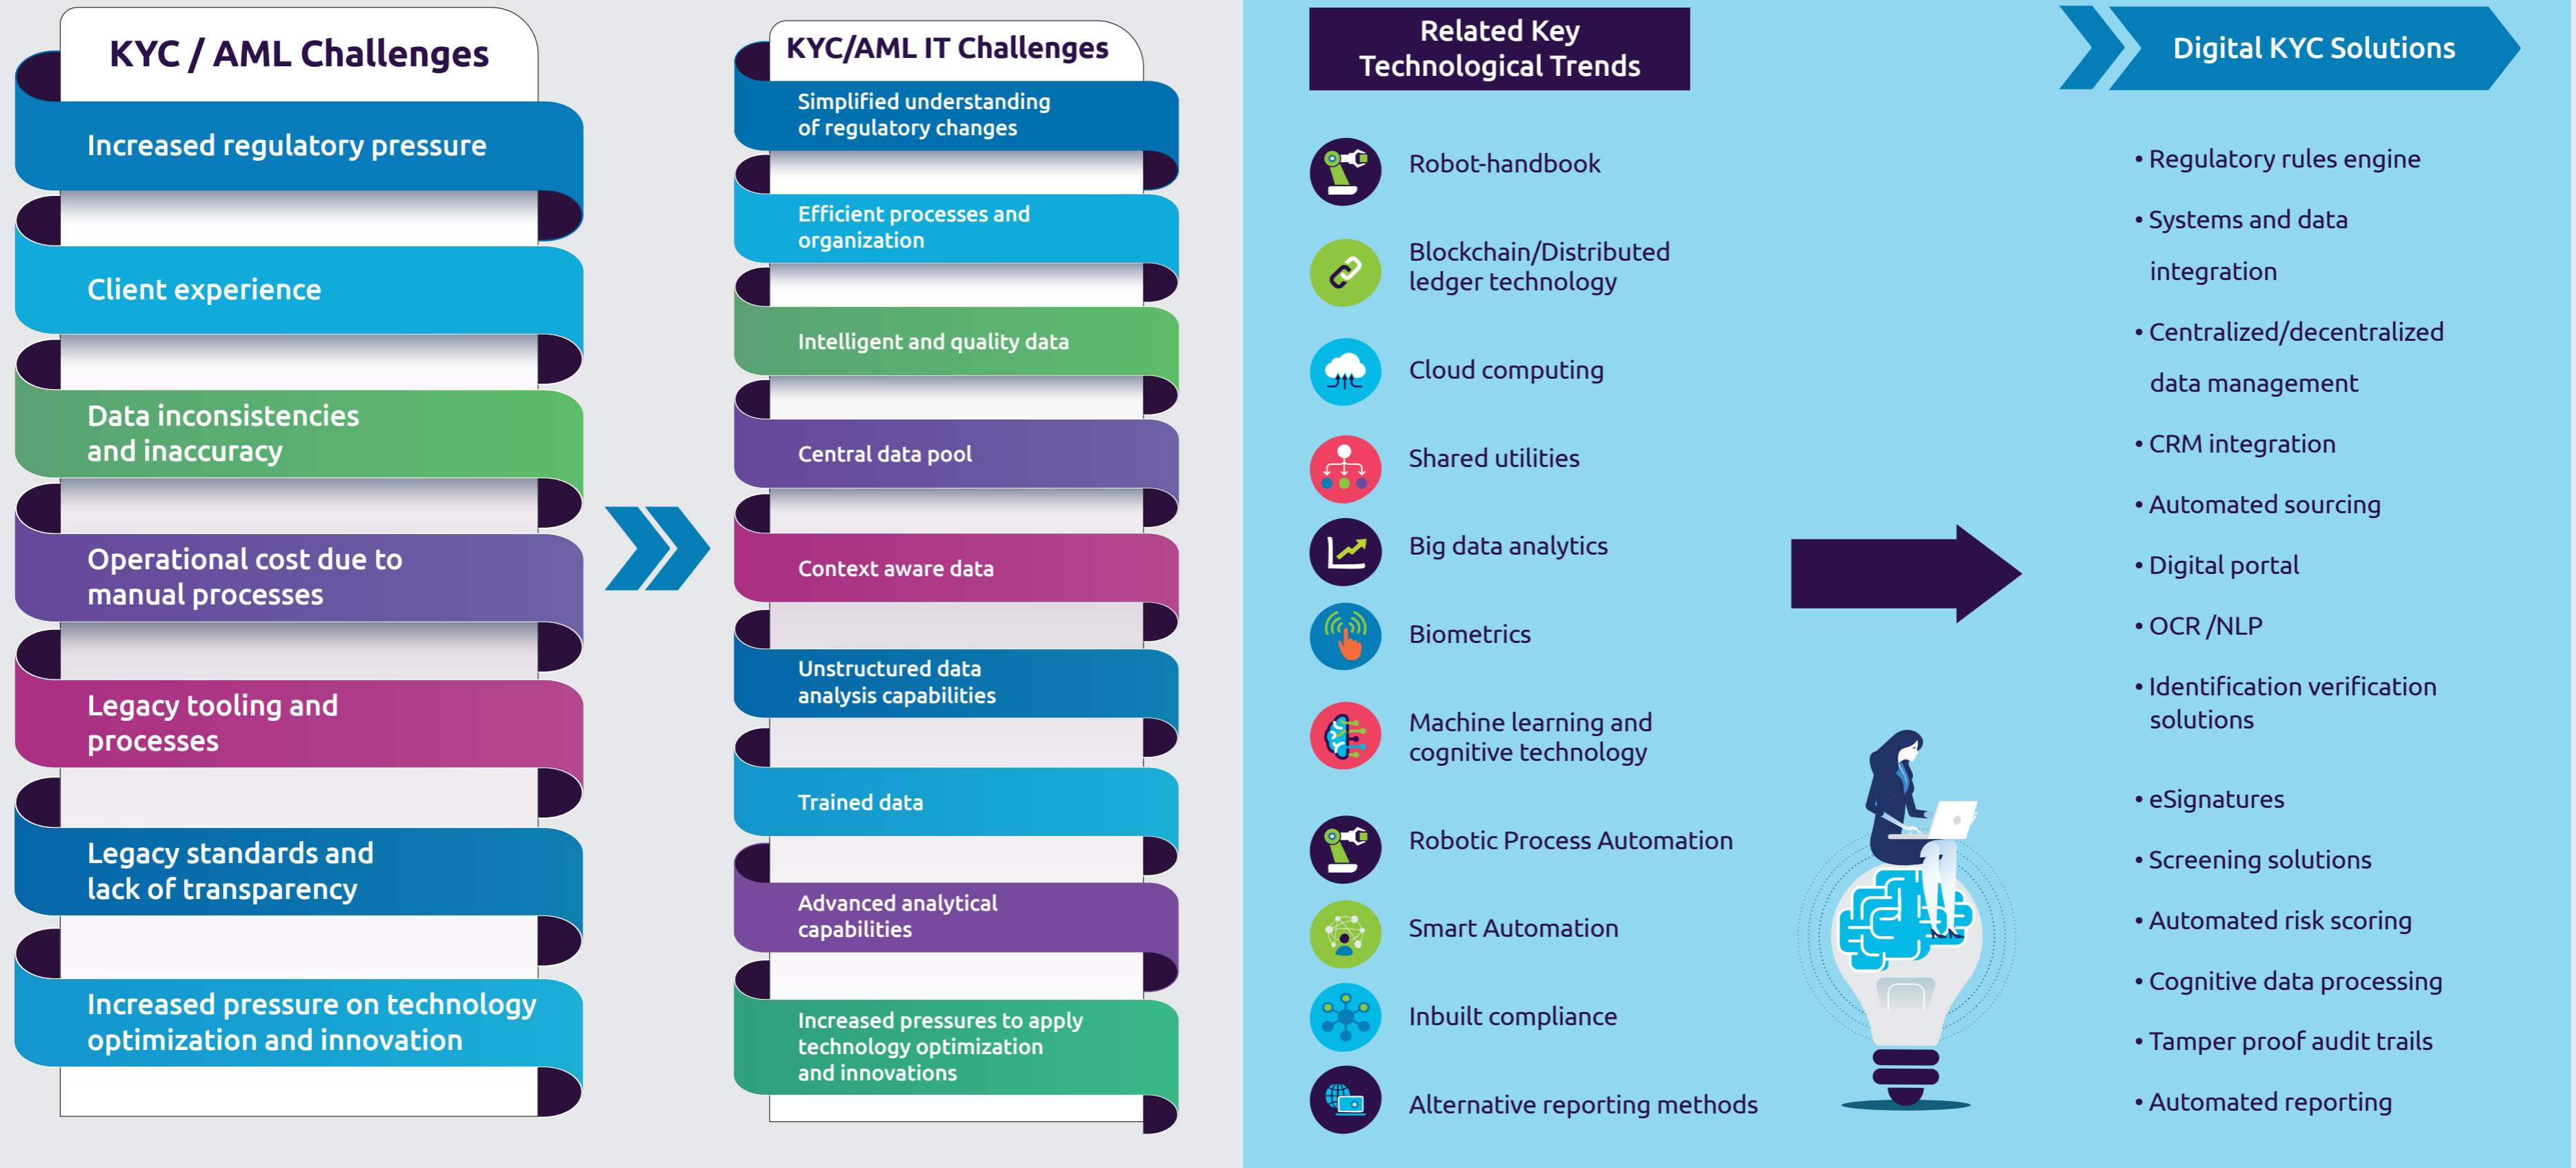 KYC / AML Challenges
Increased regulatory pressure
Client experience
Data inconsistencies
and inaccuracy
Operational cost due to
manual processes
Legacy tooling and
processes
Legacy standards and
lack of transparency
Increased pressure on technology
optimization and innovation
KYC/AML IT Challenges
Simplified understanding
of regulatory changes
Efficient processes and
organization
Intelligent and quality data
Central data pool
Context aware data
Unstructured data
analysis capabilities
Trained data
Advanced analytical
capabilities
Increased pressures to apply
technology optimization
and innovations
Related Key
Technological Trends
Robot-handbook
Blockchain/Distributed
ledger technology
Cloud computing
Shared utilities
Big data analytics
Biometrics
Machine learning and
cognitive technology
Robotic Process Automation
Smart Automation
Inbuilt compliance
Alternative reporting methods
Digital KYC Solutions
• Regulatory rules engine
• Systems and data
integration
• Centralized/decentralized
data management
• CRM integration
• Automated sourcing
• Digital portal
• OCR /NLP
• Identification verification
solutions
• eSignatures
• Screening solutions
• Automated risk scoring
• Cognitive data processing
• Tamper proof audit trails
• Automated reporting